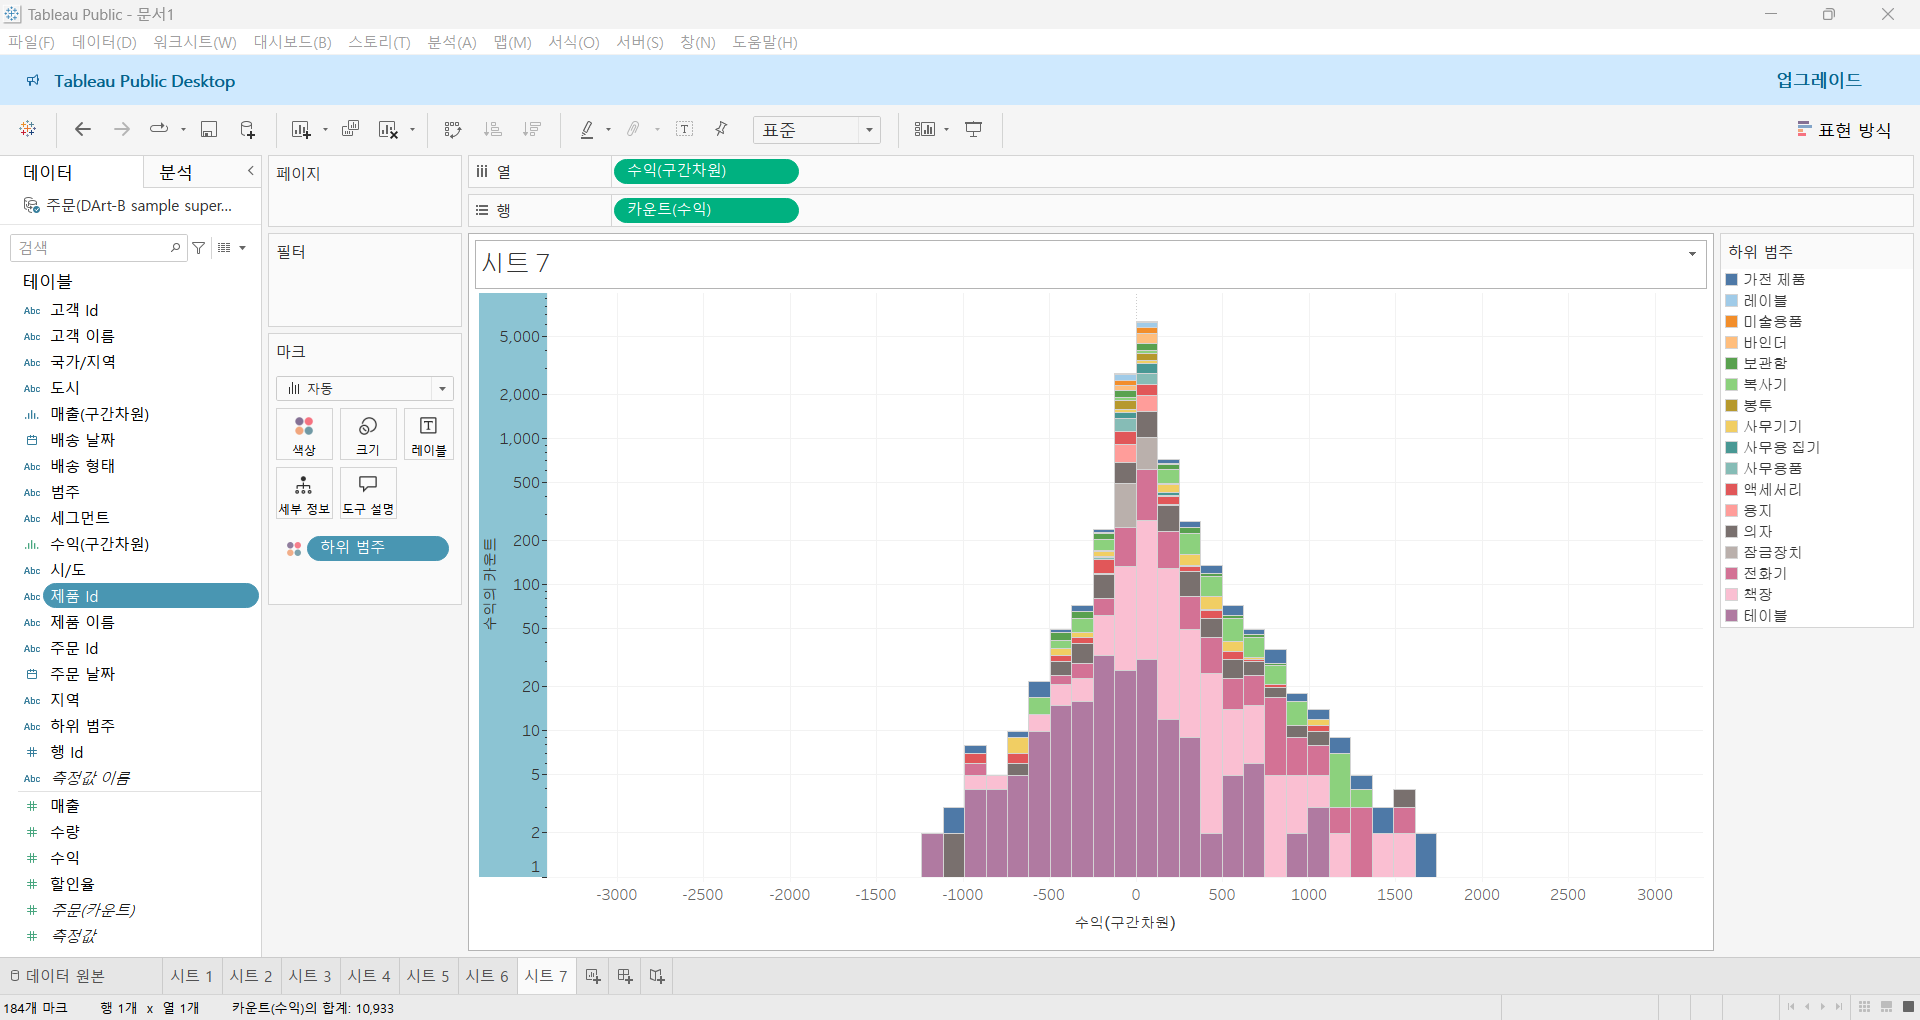 Tableau Public - 문서1
파일(F) 데이터(D) 워크시트(W) 대시보드(B) 스토리(T) 분석(A) 맵(M) 서식(O) 서버(S) 창(N) 도움말(H)
Tableau Public Desktop 업그레이드
표준
표현 방식
데이터 분석
주문(DArt-B sample super...
검색
테이블
Abc 고객 Id
Abc 고객 이름
Abc 국가/지역
Abc 도시
매출(구간차원)
배송 날짜
Abc 배송 형태
Abc 범주
Abc 세그먼트
수익(구간차원)
Abc 시/도
Abc 제품 Id
Abc 제품 이름
Abc 주문 Id
주문 날짜
Abc 지역
Abc 하위 범주
# 행 Id
Abc 측정값 이름
# 매출
# 수량
# 수익
# 할인율
# 주문(카운트)
# 측정값
페이지
필터
마크
자동
색상 크기 레이블
세부 정보 도구 설명
하위 범주
열 수익(구간차원)
행 카운트(수익)
시트 7
수익의 카운트
5,000
2,000
1,000
500
200
100
50
20
10
5
2
1
-3000 -2500 -2000 -1500 -1000 -500 0 500 1000 1500 2000 2500 3000
수익(구간차원)
하위 범주
가전 제품
레이블
미술용품
바인더
보관함
복사기
봉투
사무기기
사무용 집기
사무용품
액세서리
용지
의자
잠금장치
전화기
책장
테이블
데이터 원본 시트 1 시트 2 시트 3 시트 4 시트 5 시트 6 시트 7
184개 마크 행 1개 x 열 1개 카운트(수익)의 합계: 10,933